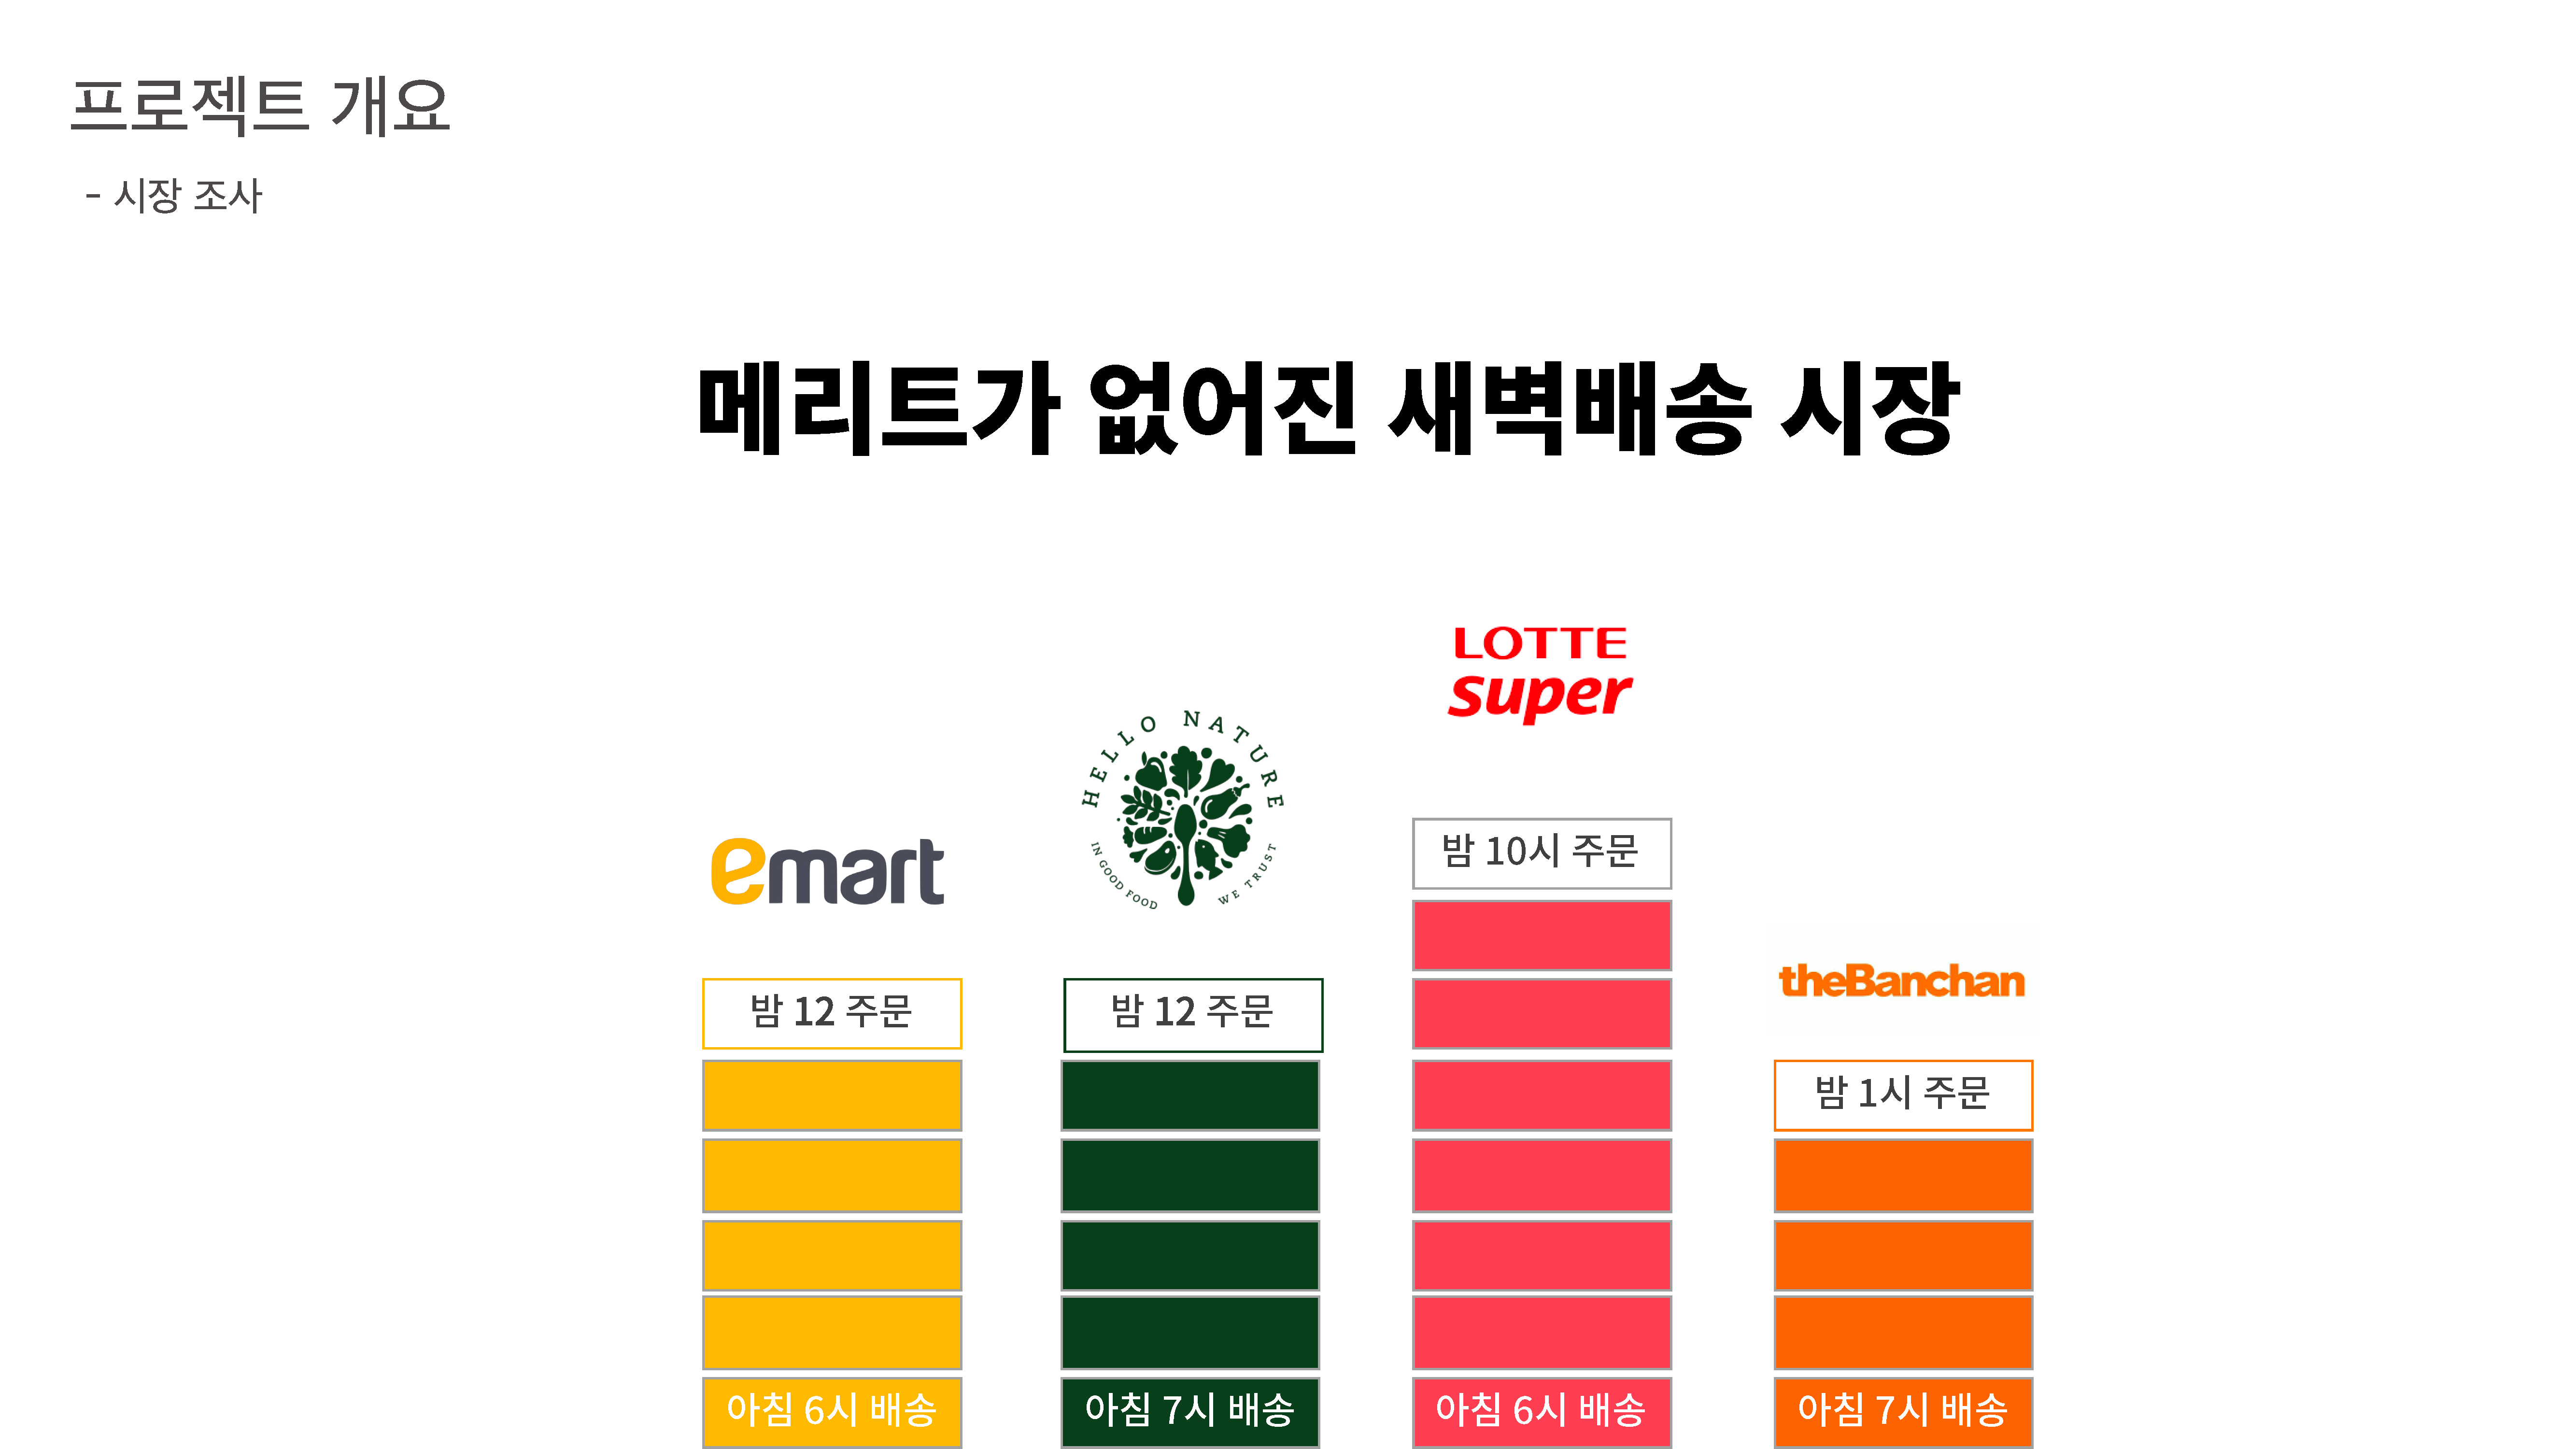 프로젝트 개요
- 시장 조사
메리트가 없어진 새벽배송 시장
emart
밤 12 주문
아침 6시 배송
HELLO NATURE
IN GOOD FOOD WE TRUST
밤 12 주문
아침 7시 배송
LOTTE
super
밤 10시 주문
아침 6시 배송
theBanchan
밤 1시 주문
아침 7시 배송